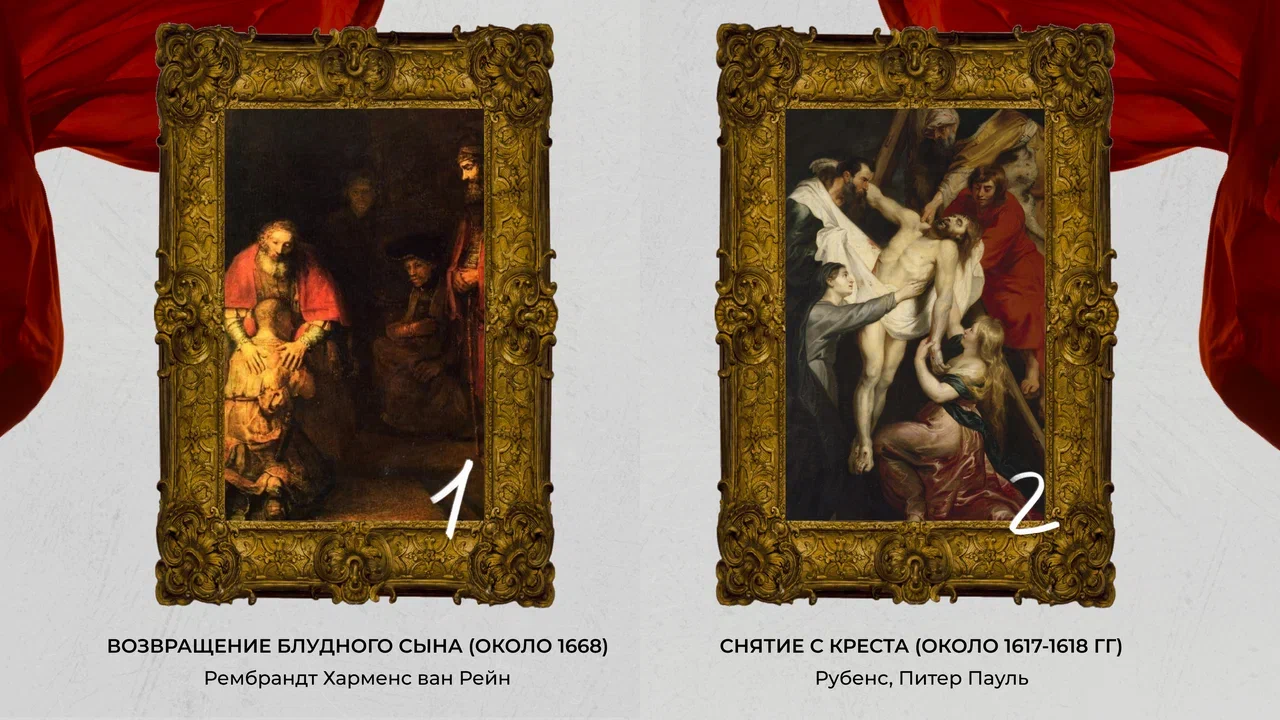 1
ВОЗВРАЩЕНИЕ БЛУДНОГО СЫНА (ОКОЛО 1668)
Рембрандт Харменс ван Рейн
2
СНЯТИЕ С КРЕСТА (ОКОЛО 1617-1618 ГГ)
Рубенс, Питер Пауль